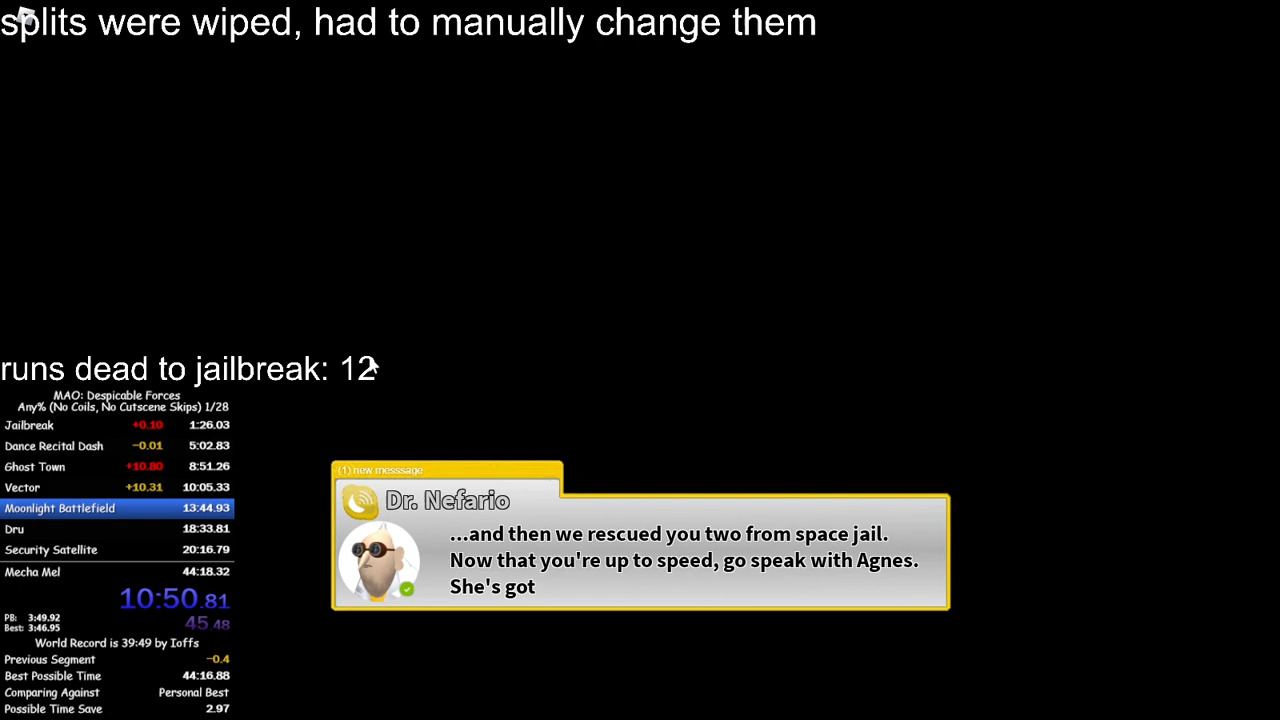 splits were wiped, had to manually change them
runs dead to jailbreak: 12
MAO: Despicable Forces
Any% (No Coils, No Cutscene Skips) 1/28
Jailbreak +0.10 1:26.03
Dance Recital Dash −0.01 5:02.83
Ghost Town +10.80 8:51.26
Vector +10.31 10:05.33
Moonlight Battlefield 13:44.93
Dru 18:33.81
Security Satellite 20:16.79
Mecha Mel 44:18.32
10:50.81
PB: 3:49.92
Best: 3:46.95
45.48
World Record is 39:49 by Ioffs
Previous Segment −0.4
Best Possible Time 44:16.88
Comparing Against Personal Best
Possible Time Save 2.97
(1) new messsage
Dr. Nefario
...and then we rescued you two from space jail.
Now that you're up to speed, go speak with Agnes.
She's got